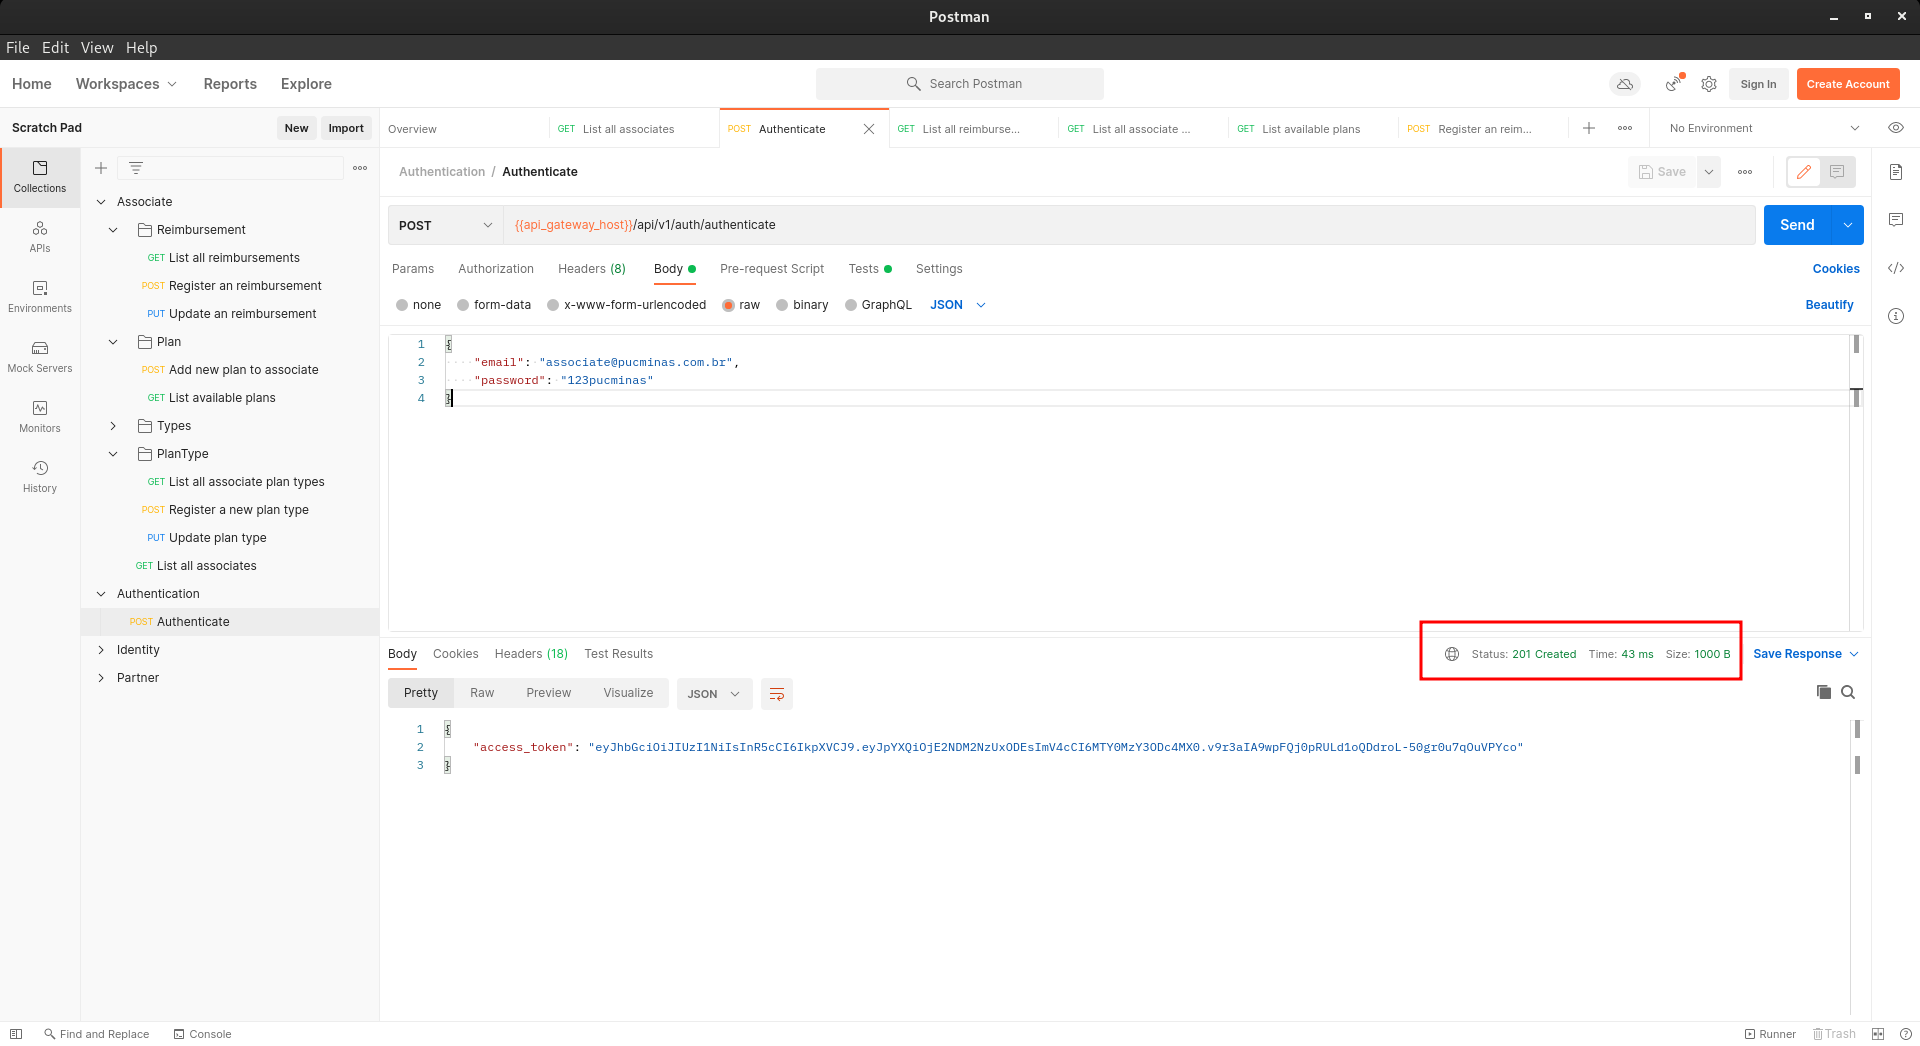 Postman
File Edit View Help
Home Workspaces Reports Explore
Search Postman
Sign In
Create Account
Scratch Pad
New
Import
Overview
GET List all associates
POST Authenticate
GET List all reimburse...
GET List all associate ...
GET List available plans
POST Register an reim...
No Environment
Collections
APIs
Environments
Mock Servers
Monitors
History
Associate
Reimbursement
GET List all reimbursements
POST Register an reimbursement
PUT Update an reimbursement
Plan
POST Add new plan to associate
GET List available plans
Types
PlanType
GET List all associate plan types
POST Register a new plan type
PUT Update plan type
GET List all associates
Authentication
POST Authenticate
Identity
Partner
Authentication / Authenticate
Save
POST
{{api_gateway_host}}/api/v1/auth/authenticate
Send
Params Authorization Headers (8) Body Pre-request Script Tests Settings
Cookies
none form-data x-www-form-urlencoded raw binary GraphQL JSON
Beautify
1 {
2 "email": "associate@pucminas.com.br",
3 "password": "123pucminas"
4 }
Body Cookies Headers (18) Test Results
Status: 201 Created Time: 43 ms Size: 1000 B
Save Response
Pretty Raw Preview Visualize JSON
1 {
2 "access_token": "eyJhbGciOiJIUzI1NiIsInR5cCI6IkpXVCJ9.eyJpYXQiOjE2NDM2NzUxODEsImV4cCI6MTY0MzY3ODc4MX0.v9r3aIA9wpFQj0pRULd1oQDdroL-50gr0u7qOuVPYco"
3 }
Find and Replace
Console
Runner
Trash